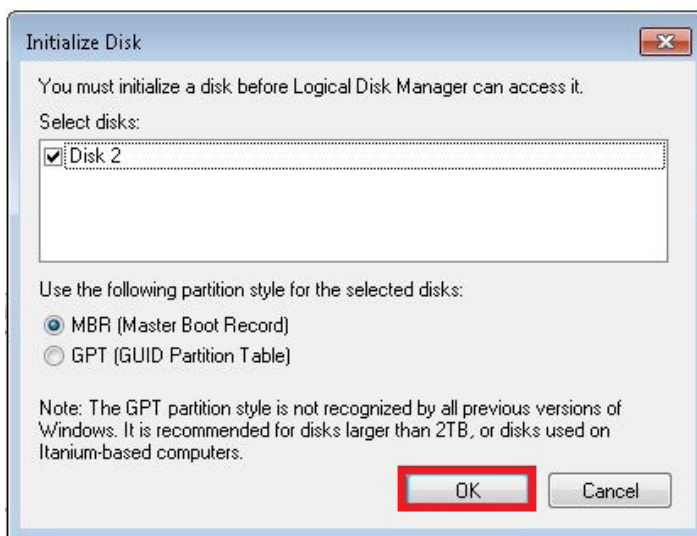 Initialize Disk
You must initialize a disk before Logical Disk Manager can access it.
Select disks:
Disk 2
Use the following partition style for the selected disks:
MBR (Master Boot Record)
GPT (GUID Partition Table)
Note: The GPT partition style is not recognized by all previous versions of
Windows. It is recommended for disks larger than 2TB, or disks used on
Itanium-based computers.
OK Cancel